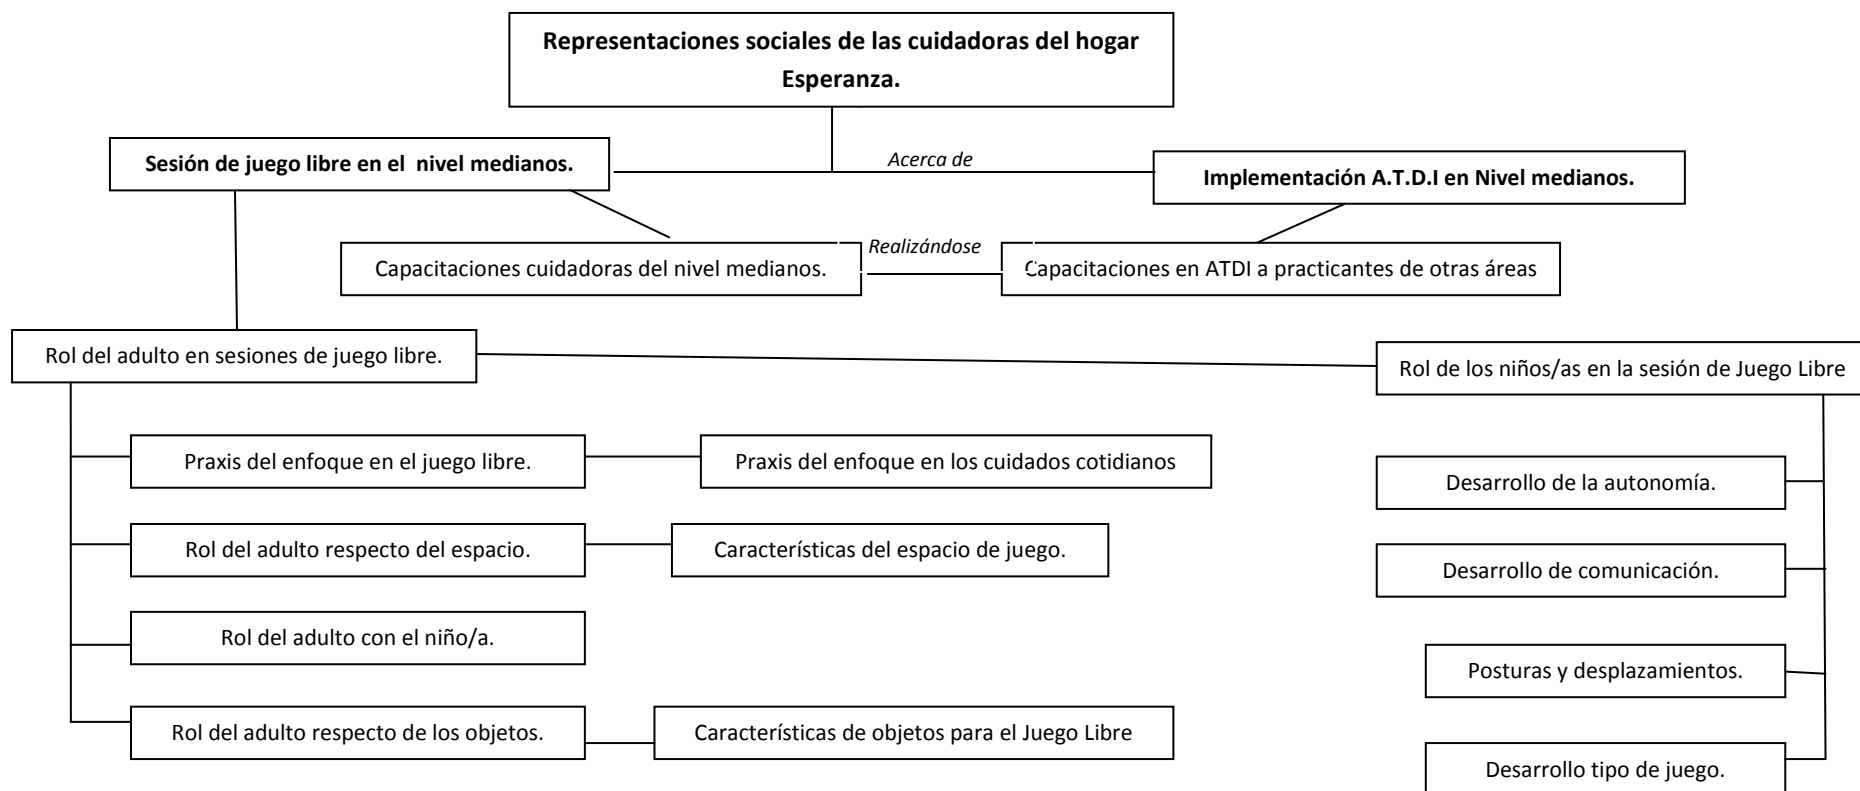 Representaciones sociales de las cuidadoras del hogar
Esperanza.
Sesión de juego libre en el nivel medianos.
Acerca de
Implementación A.T.D.I en Nivel medianos.
Capacitaciones cuidadoras del nivel medianos.
Realizándose
Capacitaciones en ATDI a practicantes de otras áreas
Rol del adulto en sesiones de juego libre.
Rol de los niños/as en la sesión de Juego Libre
Praxis del enfoque en el juego libre.
Praxis del enfoque en los cuidados cotidianos
Rol del adulto respecto del espacio.
Características del espacio de juego.
Rol del adulto con el niño/a.
Rol del adulto respecto de los objetos.
Características de objetos para el Juego Libre
Desarrollo de la autonomía.
Desarrollo de comunicación.
Posturas y desplazamientos.
Desarrollo tipo de juego.